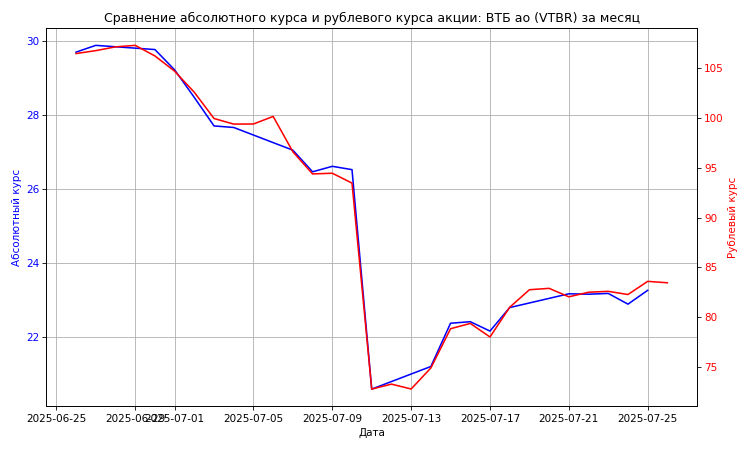 Сравнение абсолютного курса и рублевого курса акции: ВТБ ао (VTBR) за месяц
30
28
26
24
22
Абсолютный курс
105
100
95
90
85
80
75
Рублевый курс
2025-06-25 2025-06-29 2025-07-01 2025-07-05 2025-07-09 2025-07-13 2025-07-17 2025-07-21 2025-07-25
Дата